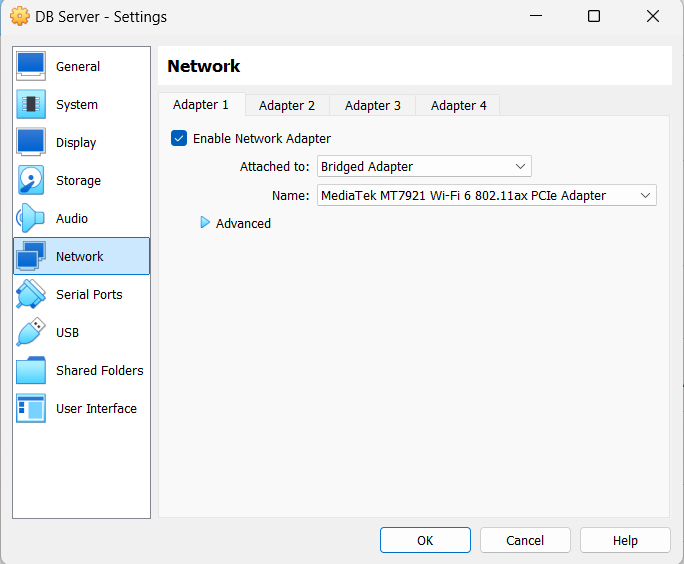 DB Server - Settings
General
System
Display
Storage
Audio
Network
Serial Ports
USB
Shared Folders
User Interface
Network
Adapter 1 Adapter 2 Adapter 3 Adapter 4
Enable Network Adapter
Attached to: Bridged Adapter
Name: MediaTek MT7921 Wi-Fi 6 802.11ax PCIe Adapter
Advanced
OK Cancel Help